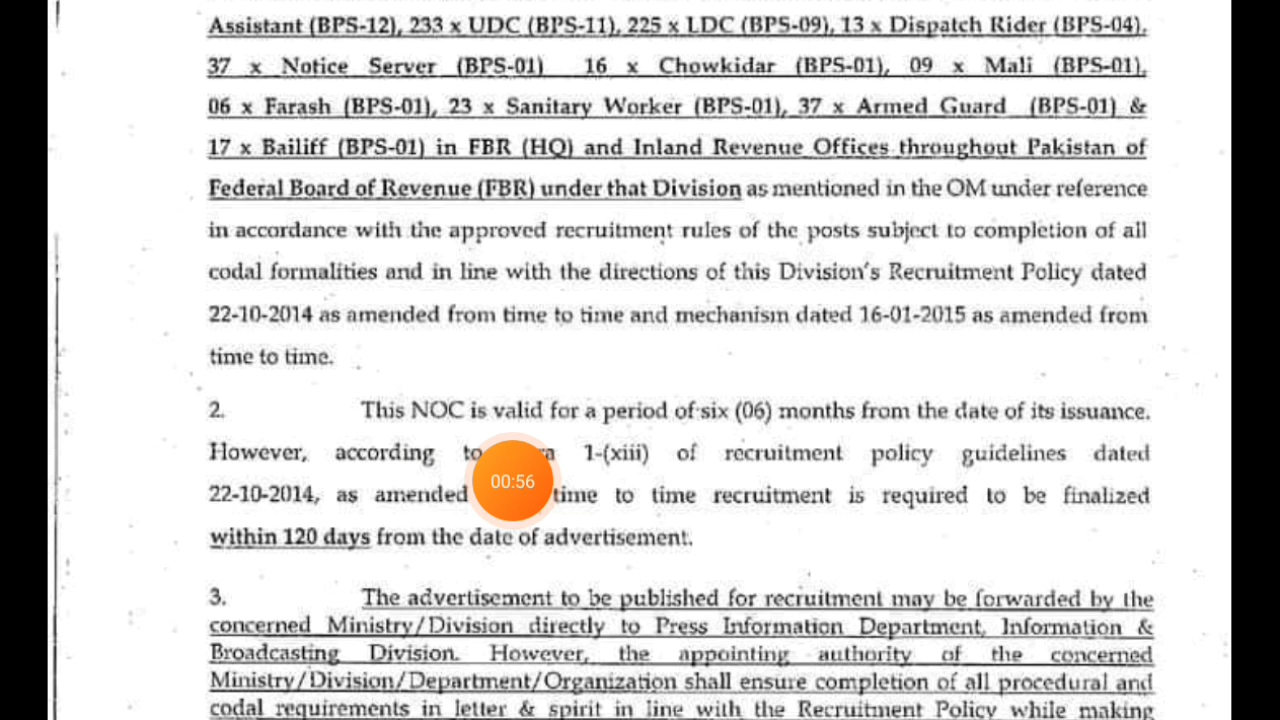 Assistant (BPS-12), 233 x UDC (BPS-11), 225 x LDC (BPS-09), 13 x Dispatch Rider (BPS-04),
37 x Notice Server (BPS-01) 16 x Chowkidar (BPS-01), 09 x Mali (BPS-01),
06 x Farash (BPS-01), 23 x Sanitary Worker (BPS-01), 37 x Armed Guard (BPS-01) &
17 x Bailiff (BPS-01) in FBR (HQ) and Inland Revenue Offices throughout Pakistan of
Federal Board of Revenue (FBR) under that Division as mentioned in the OM under reference
in accordance with the approved recruitment rules of the posts subject to completion of all
codal formalities and in line with the directions of this Division's Recruitment Policy dated
22-10-2014 as amended from time to time and mechanism dated 16-01-2015 as amended from
time to time.
2. This NOC is valid for a period of six (06) months from the date of its issuance.
However, according to 1-(xiii) of recruitment policy guidelines dated
22-10-2014, as amended time to time recruitment is required to be finalized
within 120 days from the date of advertisement.
00:56
3. The advertisement to be published for recruitment may be forwarded by the
concerned Ministry/Division directly to Press Information Department, Information &
Broadcasting Division. However, the appointing authority of the concerned
Ministry/Division/Department/Organization shall ensure completion of all procedural and
codal requirements in letter & spirit in line with the Recruitment Policy while making